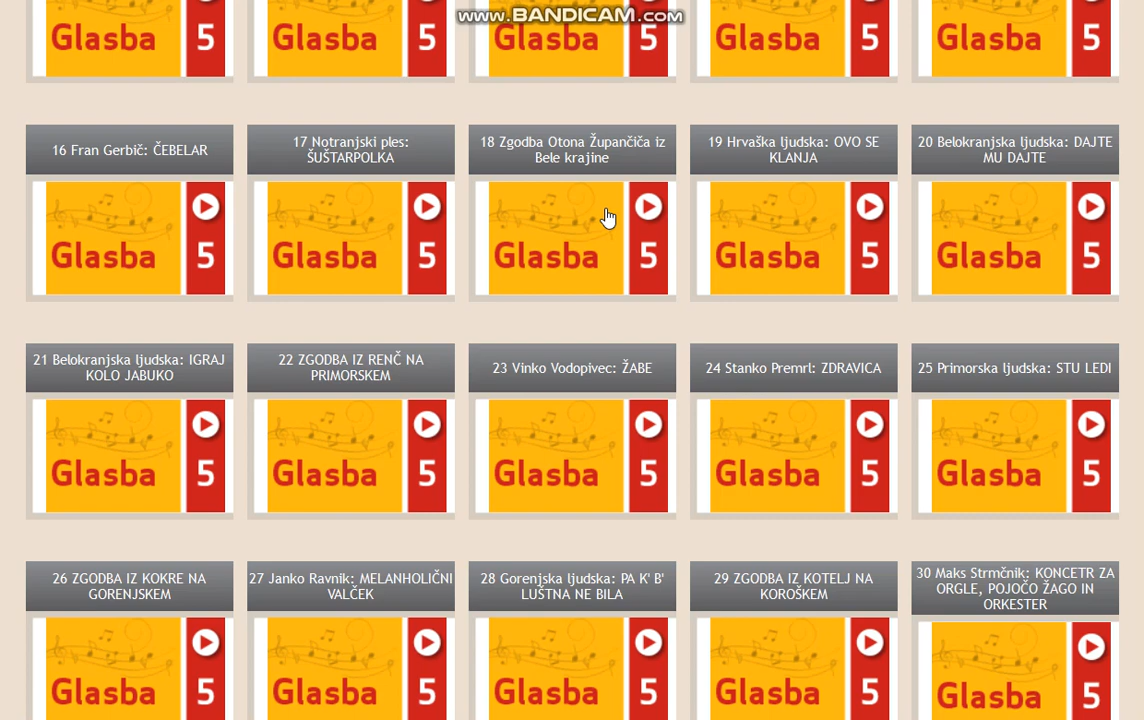 www.BANDICAM.com
Glasba 5 Glasba 5 Glasba 5 Glasba 5 Glasba 5
16 Fran Gerbič: ČEBELAR
17 Notranjski ples:
ŠUŠTARPOLKA
18 Zgodba Otona Župančiča iz
Bele krajine
19 Hrvaška ljudska: OVO SE
KLANJA
20 Belokranjska ljudska: DAJTE
MU DAJTE
Glasba 5 Glasba 5 Glasba 5 Glasba 5 Glasba 5
21 Belokranjska ljudska: IGRAJ
KOLO JABUKO
22 ZGODBA IZ RENČ NA
PRIMORSKEM
23 Vinko Vodopivec: ŽABE
24 Stanko Premrl: ZDRAVICA
25 Primorska ljudska: STU LEDI
Glasba 5 Glasba 5 Glasba 5 Glasba 5 Glasba 5
26 ZGODBA IZ KOKRE NA
GORENJSKEM
27 Janko Ravnik: MELANHOLIČNI
VALČEK
28 Gorenjska ljudska: PA K' B'
LUŠTNA NE BILA
29 ZGODBA IZ KOTELJ NA
KOROŠKEM
30 Maks Strmčnik: KONCETR ZA
ORGLE, POJOČO ŽAGO IN
ORKESTER
Glasba 5 Glasba 5 Glasba 5 Glasba 5 Glasba 5